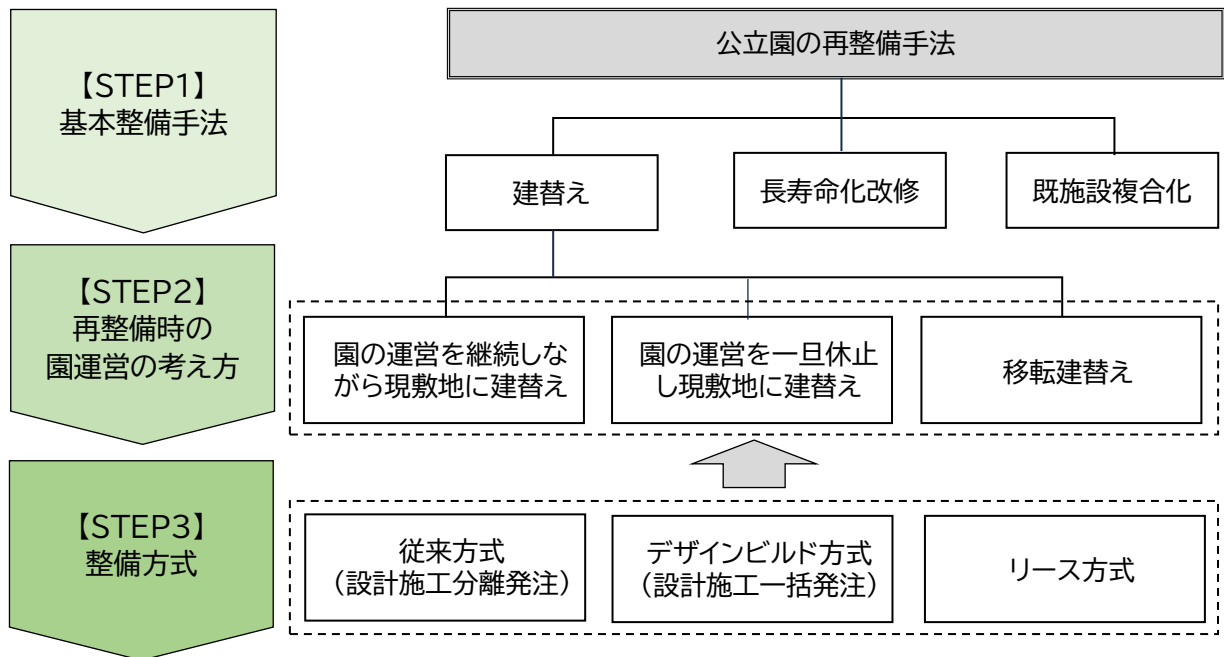 公立園の再整備手法
【STEP1】
基本整備手法
建替え
長寿命化改修
既施設複合化
【STEP2】
再整備時の
園運営の考え方
園の運営を継続しな
がら現敷地に建替え
園の運営を一旦休止
し現敷地に建替え
移転建替え
【STEP3】
整備方式
従来方式
（設計施工分離発注）
デザインビルド方式
（設計施工一括発注）
リース方式